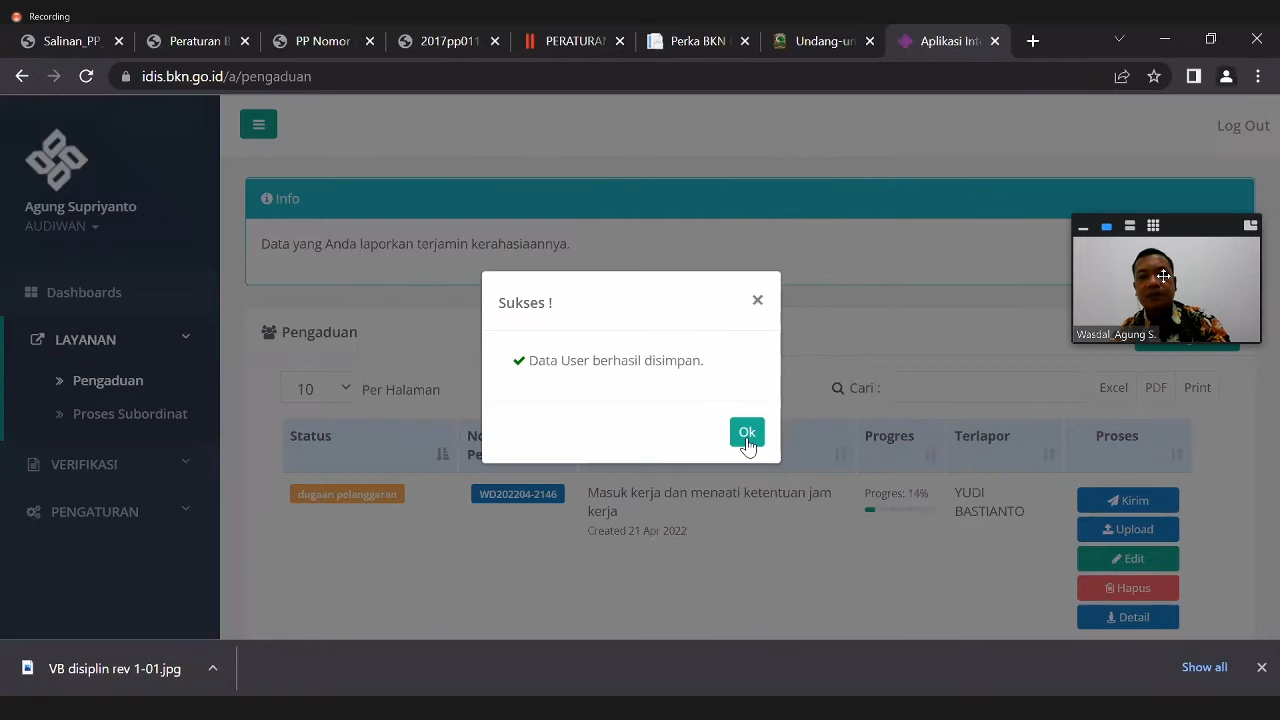 Recording
Salinan_PP_
Peraturan B
PP Nomor
2017pp011
PERATURAN
Perka BKN
Undang-un
Aplikasi Int
idis.bkn.go.id/a/pengaduan
Log Out
Agung Supriyanto
AUDIWAN
Info
Data yang Anda laporkan terjamin kerahasiaannya.
Dashboards
LAYANAN
Pengaduan
Proses Subordinat
VERIFIKASI
PENGATURAN
Wasdal_Agung S.
Sukses !
Data User berhasil disimpan.
Ok
Pengaduan
10 Per Halaman
Cari :
Excel PDF Print
Status
No
Pe
Progres
Terlapor
Proses
dugaan pelanggaran
WD202204-2146
Masuk kerja dan menaati ketentuan jam
kerja
Created 21 Apr 2022
Progres: 14%
YUDI
BASTIANTO
Kirim
Upload
Edit
Hapus
Detail
VB disiplin rev 1-01.jpg
Show all